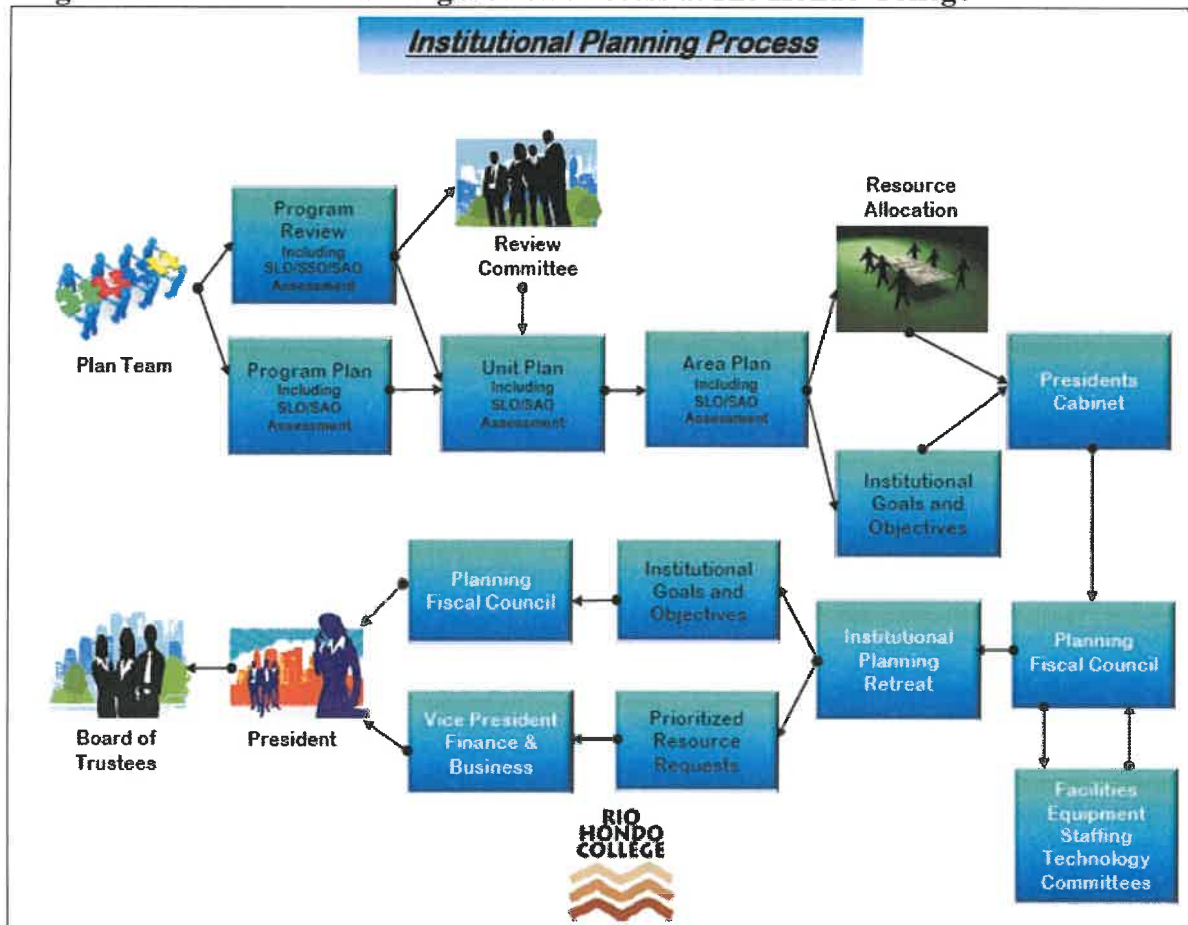 Institutional Planning Process
Program
Review
Including
SLO/SSO/SAO
Assessment
Review
Committee
Resource
Allocation
Plan Team
Program Plan
Including
SLO/SAO
Assessment
Unit Plan
Including
SLO/SAO
Assessment
Area Plan
Including
SLO/SAO
Assessment
Presidents
Cabinet
Institutional
Goals and
Objectives
Planning
Fiscal Council
Institutional
Goals and
Objectives
Institutional
Planning
Retreat
Planning
Fiscal Council
Board of
Trustees
President
Vice President
Finance &
Business
Prioritized
Resource
Requests
Facilities
Equipment
Staffing
Technology
Committees
RIO
HONDO
COLLEGE